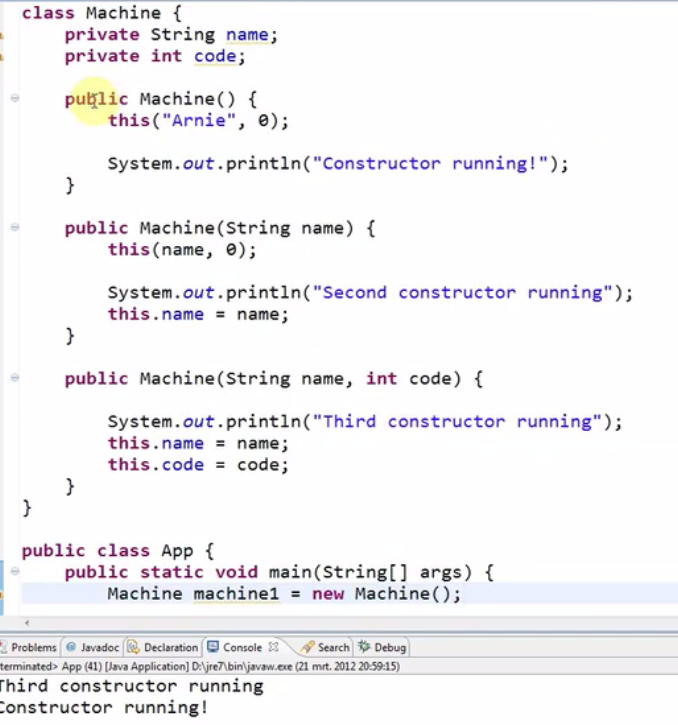 class Machine {
    private String name;
    private int code;
    public Machine() {
        this("Arnie", 0);
        System.out.println("Constructor running!");
    }
    public Machine(String name) {
        this(name, 0);
        System.out.println("Second constructor running");
        this.name = name;
    }
    public Machine(String name, int code) {
        System.out.println("Third constructor running");
        this.name = name;
        this.code = code;
    }
}
public class App {
    public static void main(String[] args) {
        Machine machine1 = new Machine();
Problems @ Javadoc Declaration Console Search Debug
terminated> App (41) [Java Application] D:\jre7\bin\javaw.exe (21 mrt. 2012 20:59:15)
Third constructor running
Constructor running!